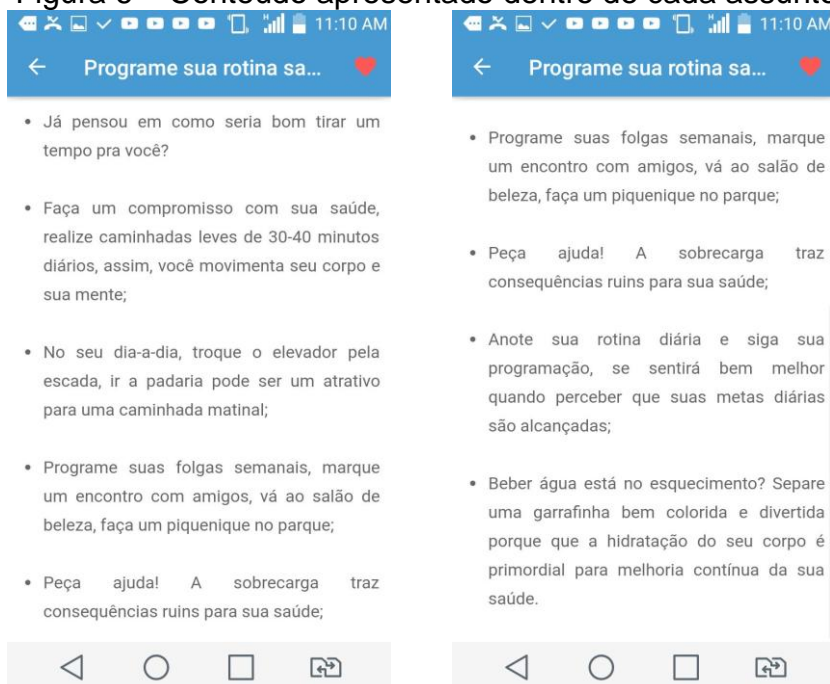 Conteúdo apresentado dentro de cada assunto
11:10 AM
Programe sua rotina sa...
• Já pensou em como seria bom tirar um
tempo pra você?
• Faça um compromisso com sua saúde,
realize caminhadas leves de 30-40 minutos
diários, assim, você movimenta seu corpo e
sua mente;
• No seu dia-a-dia, troque o elevador pela
escada, ir a padaria pode ser um atrativo
para uma caminhada matinal;
• Programe suas folgas semanais, marque
um encontro com amigos, vá ao salão de
beleza, faça um piquenique no parque;
• Peça ajuda! A sobrecarga traz
consequências ruins para sua saúde;
11:10 AM
Programe sua rotina sa...
• Programe suas folgas semanais, marque
um encontro com amigos, vá ao salão de
beleza, faça um piquenique no parque;
• Peça ajuda! A sobrecarga traz
consequências ruins para sua saúde;
• Anote sua rotina diária e siga sua
programação, se sentirá bem melhor
quando perceber que suas metas diárias
são alcançadas;
• Beber água está no esquecimento? Separe
uma garrafinha bem colorida e divertida
porque que a hidratação do seu corpo é
primordial para melhoria contínua da sua
saúde.